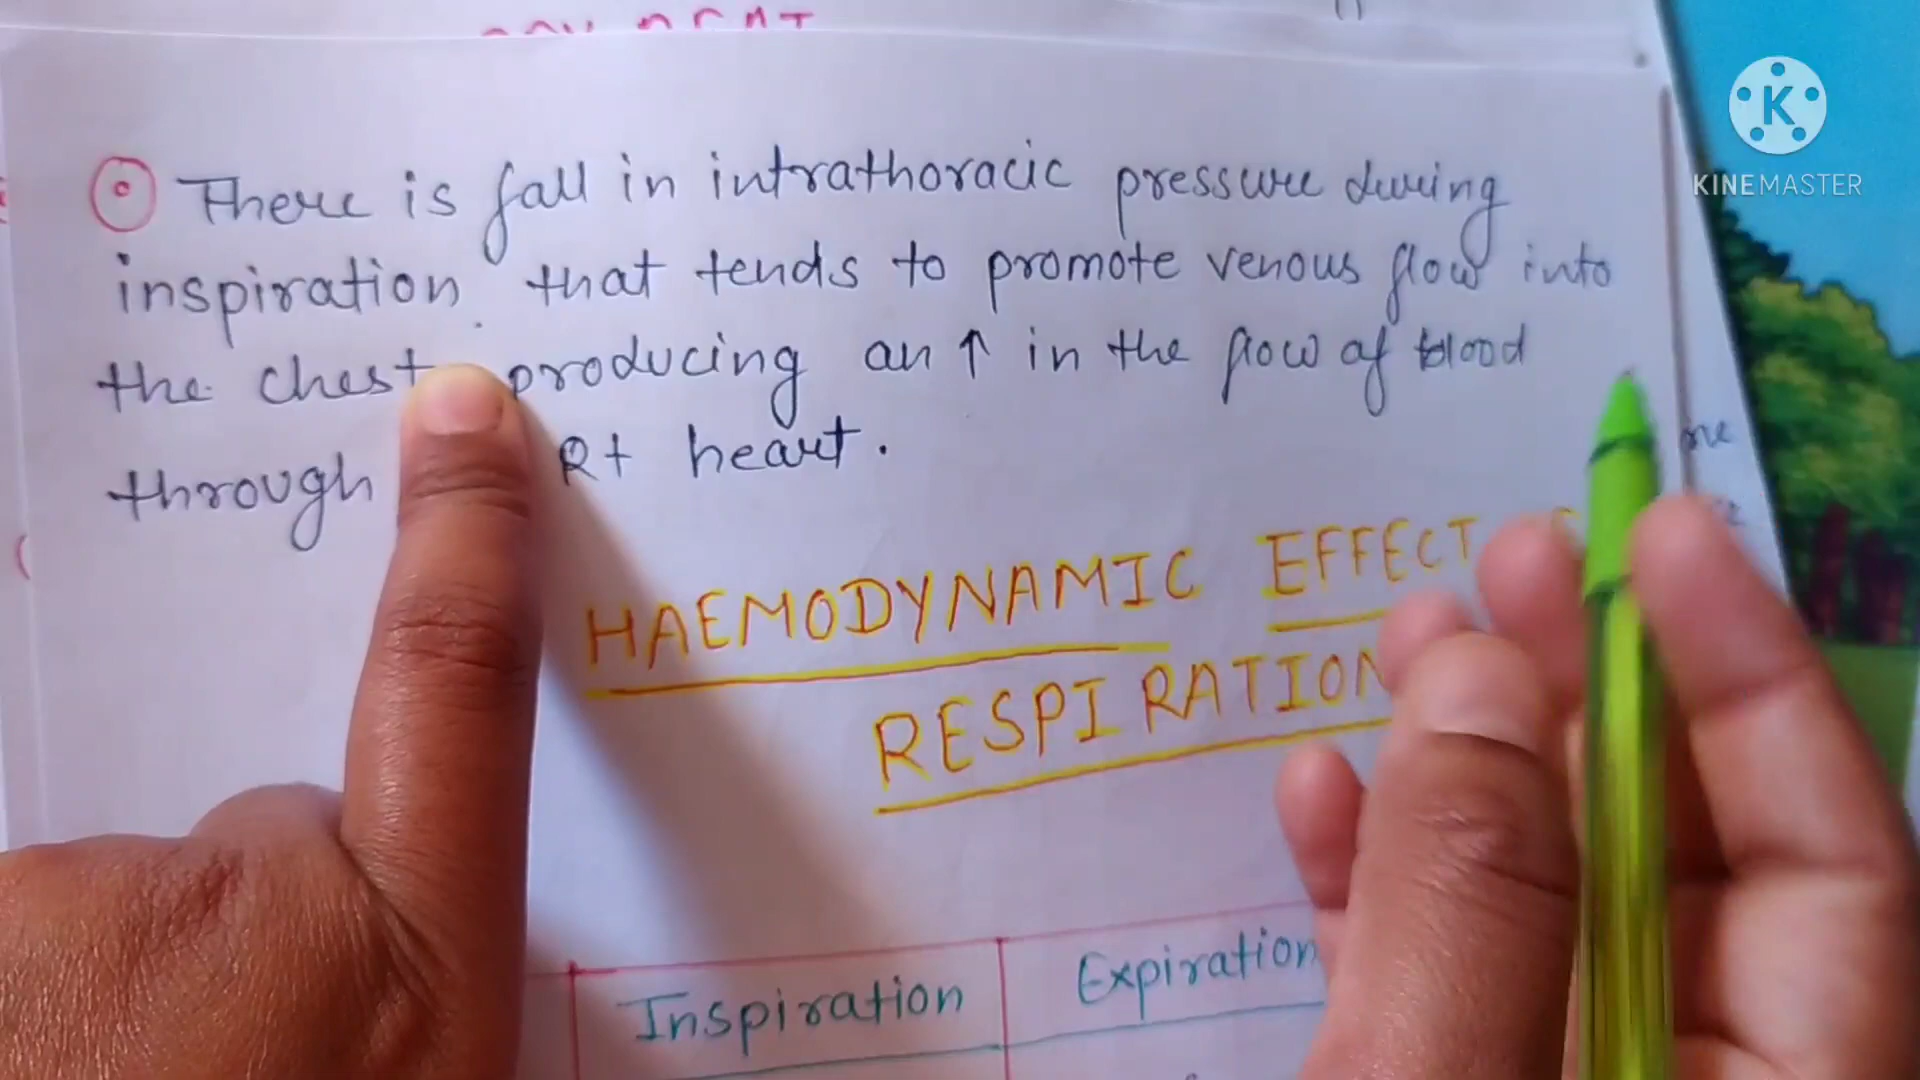 There is fall in intrathoracic pressure during
inspiration that tends to promote venous flow into
the chest producing an ↑ in the flow of blood
through Rt heart.
HAEMODYNAMIC EFFECT
RESPIRATION
Inspiration Expiration
K
KINEMASTER